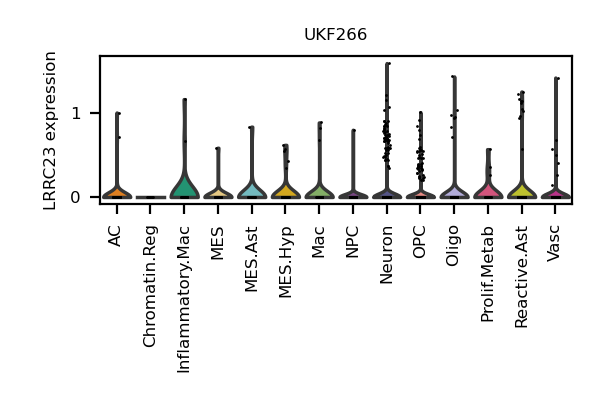 UKF266
LRRC23 expression
1
0
AC
Chromatin.Reg
Inflammatory.Mac
MES
MES.Ast
MES.Hyp
Mac
NPC
Neuron
OPC
Oligo
Prolif.Metab
Reactive.Ast
Vasc